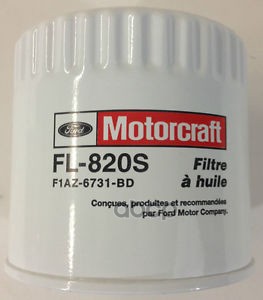 Ford
Motorcraft
FL-820S
F1AZ-6731-BD
Filtre
à huile
Conçues, produites et recommandées
par Ford Motor Company.